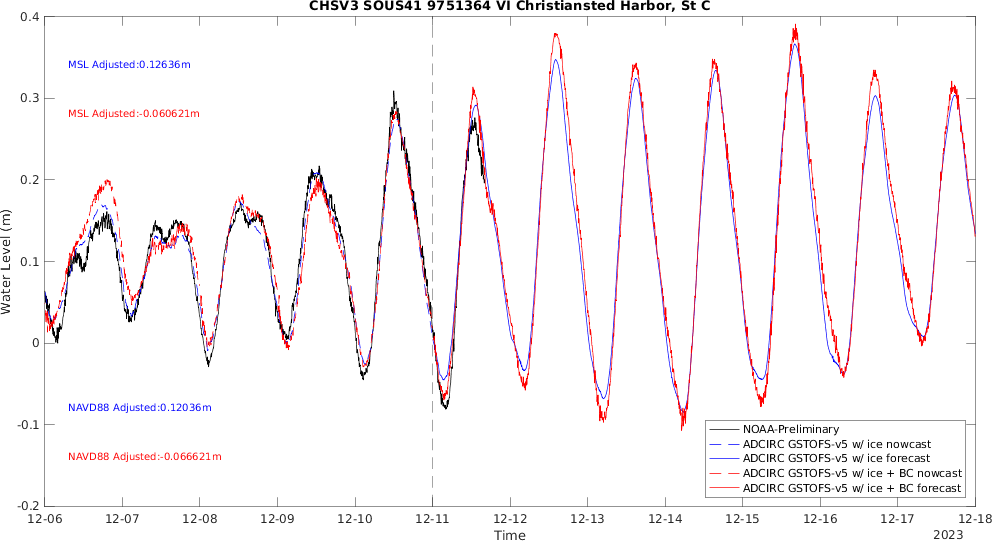 CHSV3 SOUS41 9751364 VI Christiansted Harbor, St C
0.4
MSL Adjusted:0.12636m
0.3
MSL Adjusted:-0.060621m
0.2
Water Level (m)
0.1
0
NAVD88 Adjusted:0.12036m
-0.1
NAVD88 Adjusted:-0.066621m
NOAA-Preliminary
ADCIRC GSTOFS-v5 w/ ice nowcast
ADCIRC GSTOFS-v5 w/ ice forecast
ADCIRC GSTOFS-v5 w/ ice + BC nowcast
ADCIRC GSTOFS-v5 w/ ice + BC forecast
-0.2
12-06 12-07 12-08 12-09 12-10 12-11 12-12 12-13 12-14 12-15 12-16 12-17 12-18
Time
2023